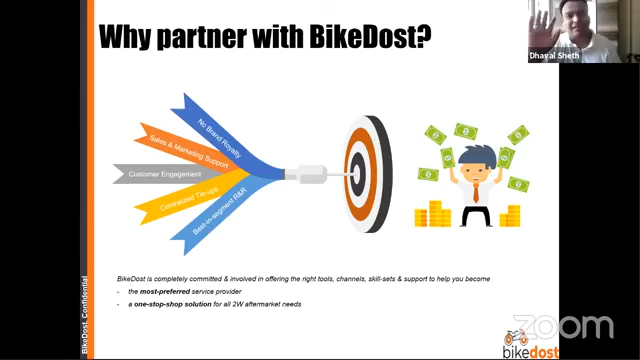 Why partner with BikeDost?
Dhaval Sheth
No Brand Royalty
Sales & Marketing Support
Customer Engagement
Centralized Tie-ups
Best-in-segment R&R
BikeDost is completely committed & involved in offering the right tools, channels, skill-sets & support to help you become
- the most-preferred service provider
- a one-stop-shop solution for all 2W aftermarket needs
BikeDost_Confidential
zoom
bikedost